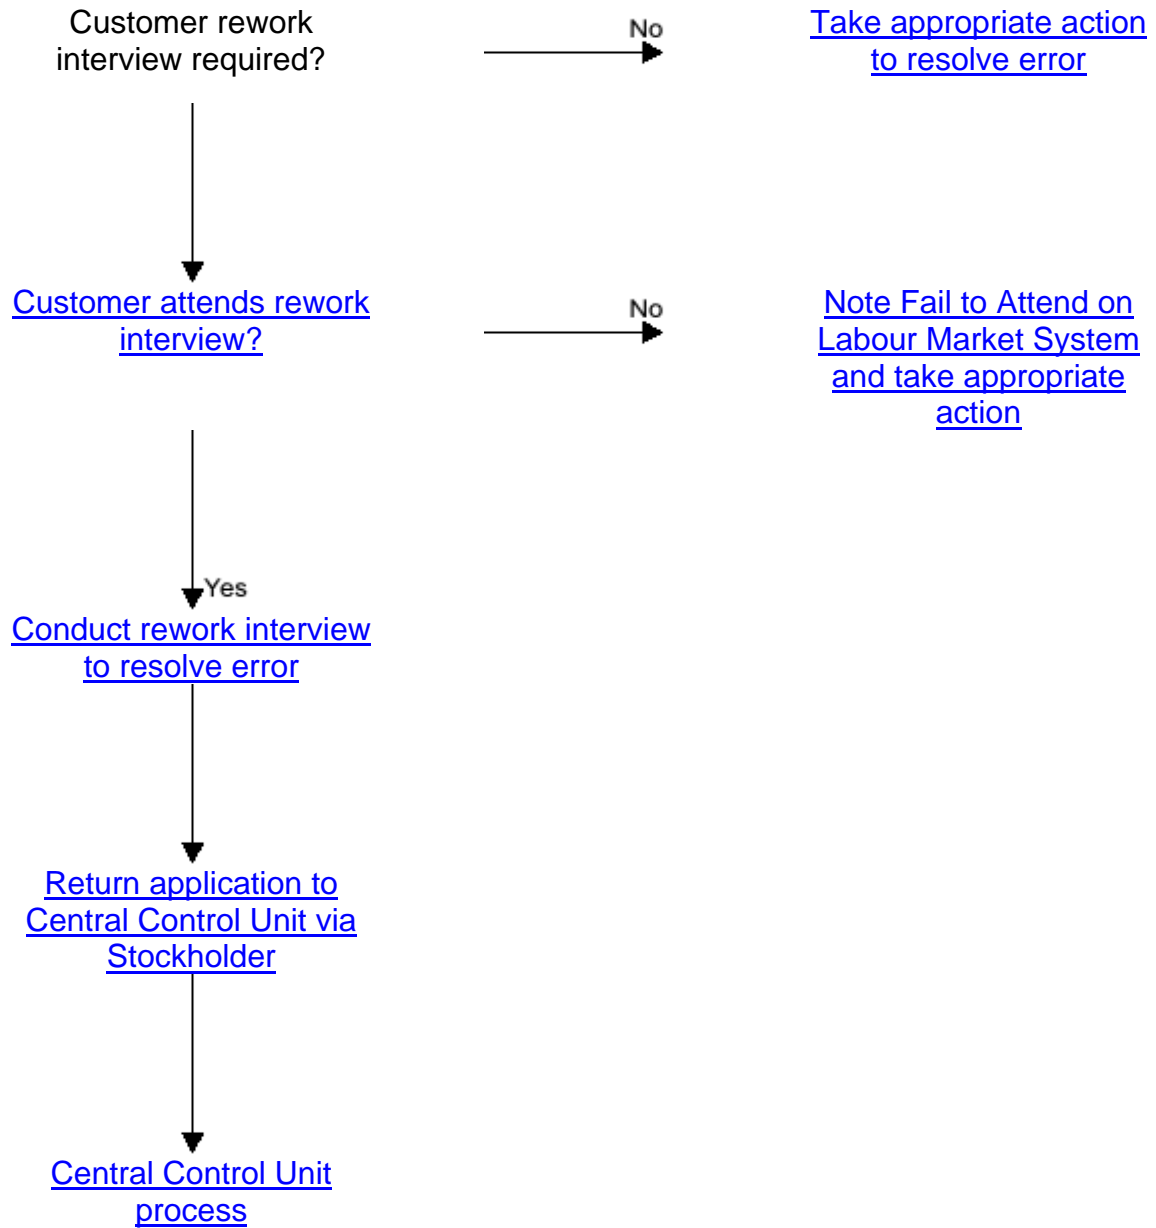 Customer rework
interview required?
No
Take appropriate action
to resolve error
Customer attends rework
interview?
No
Note Fail to Attend on
Labour Market System
and take appropriate
action
Yes
Conduct rework interview
to resolve error
Return application to
Central Control Unit via
Stockholder
Central Control Unit
process